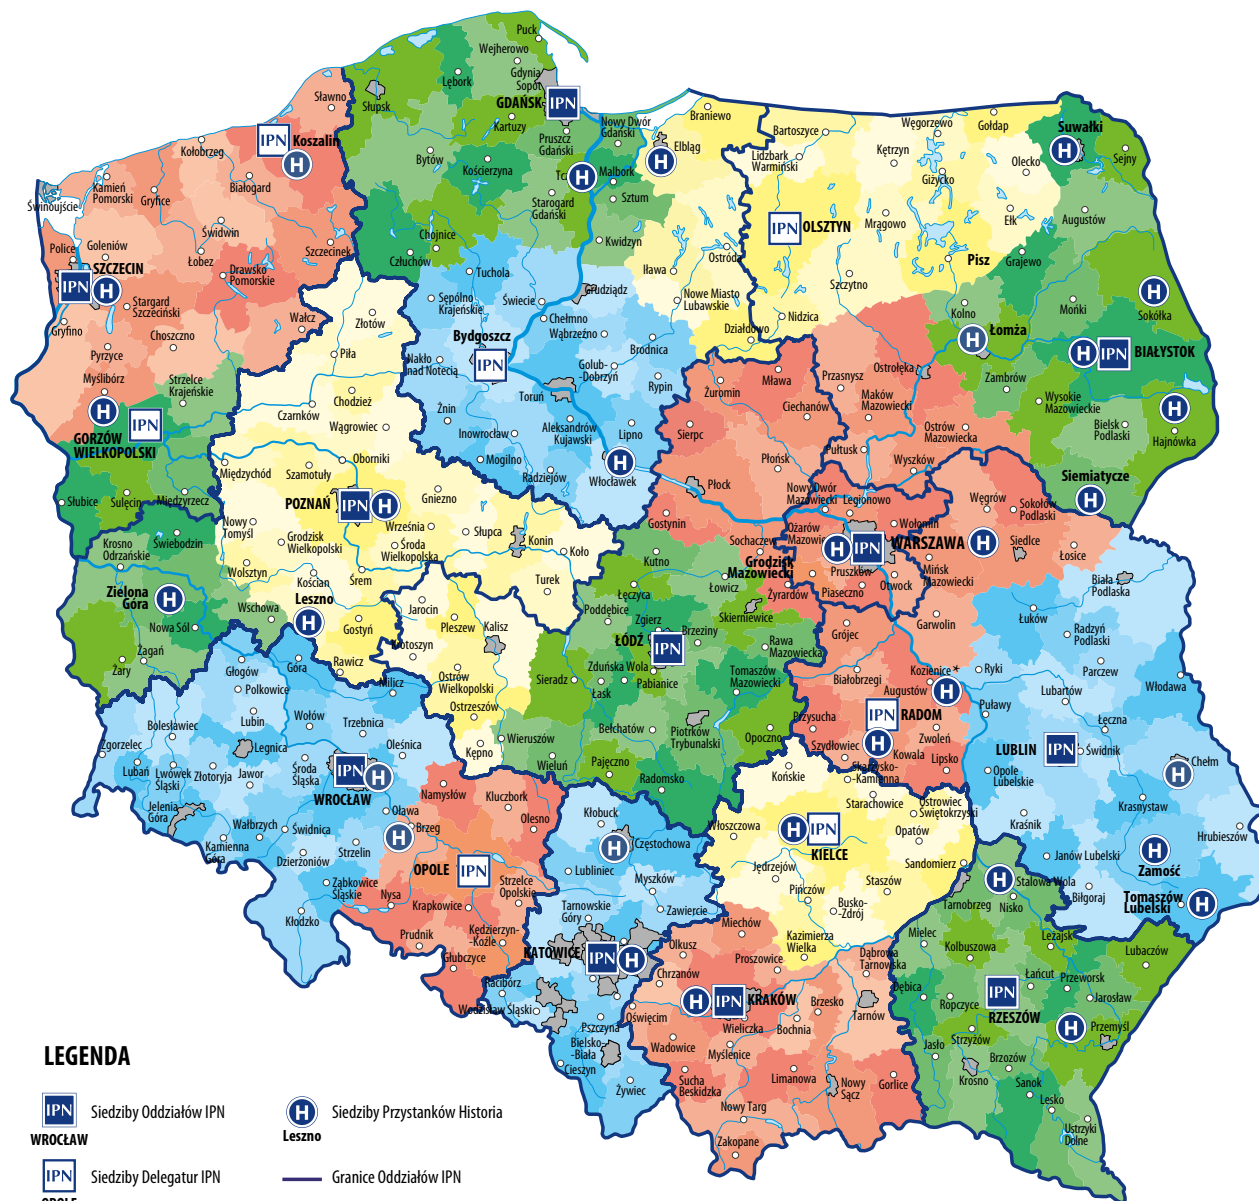 Puck
Wejherowo
Gdynia
Sopot
Lębork
Słupsk
GDAŃSK
IPN
Kartuzy
Pruszcz
Gdański
Nowy Dwór
Gdański
Elbląg
H
Braniewo
Bartoszyce
Węgorzewo
Gołdap
Suwałki
H
Sejny
Sławno
IPN
Koszalin
H
Kołobrzeg
Białogard
Kamień
Pomorski
Gryfice
Świnoujście
Bytów
Kościerzyna
H
Malbork
Starogard
Gdański
Sztum
Lidzbark
Warmiński
Kętrzyn
Giżycko
Olecko
Augustów
Ełk
IPN
OLSZTYN
Mrągowo
Pisz
Grajewo
Świdwin
Police
Goleniów
SZCZECIN
IPN
H
Łobez
Drawsko
Pomorskie
Szczecinek
Chojnice
Człuchów
Kwidzyn
Tuchola
Iława
Ostróda
Szczytno
Stargard
Szczeciński
Sępólno
Krajeńskie
Świecie
Grudziądz
Nowe Miasto
Lubawskie
Nidzica
Działdowo
Kolno
Łomża
H
Mońki
H
Sokółka
Gryfino
Pyrzyce
Choszczno
Wałcz
Złotów
Piła
Bydgoszcz
IPN
Chełmno
Wąbrzeźno
Brodnica
Nakło
nad Notecią
Golub-
-Dobrzyń
Rypin
H
IPN
BIAŁYSTOK
Zambrów
Wysokie
Mazowieckie
Bielsk
Podlaski
H
Hajnówka
Myślibórz
H
Strzelce
Krajeńskie
GORZÓW
WIELKOPOLSKI
IPN
Chodzież
Czarnków
Wągrowiec
Żnin
Toruń
Inowrocław
Aleksandrów
Kujawski
Lipno
Mogilno
Radziejów
H
Włocławek
Żuromin
Mława
Przasnysz
Ostrołęka
Maków
Mazowiecki
Ciechanów
Sierpc
Płońsk
Pułtusk
Ostrów
Mazowiecka
Wyszków
Siemiatycze
H
Słubice
Sulęcin
Międzyrzecz
Międzychód
Szamotuły
Oborniki
POZNAŃ
IPN
H
Gniezno
Września
Słupca
Konin
Koło
Płock
Gostynin
Nowy Dwór
Mazowiecki
Legionowo
Wołomin
Węgrów
Sokołów
Podlaski
Siedlce
Łosice
Nowy
Tomyśl
Grodzisk
Wielkopolski
Środa
Wielkopolska
Krosno
Odrzańskie
Świebodzin
Wolsztyn
Kościan
Śrem
Turek
Sochaczew
Grodzisk
Mazowiecki
H
IPN
WARSZAWA
H
Pruszków
Piaseczno
Otwock
Mińsk
Mazowiecki
Żyrardów
Kutno
Łęczyca
Łowicz
Zielona
Góra
H
Wschowa
Leszno
H
Gostyń
Jarocin
Pleszew
Kalisz
Poddębice
Zgierz
Brzeziny
Skierniewice
Nowa Sól
Żagań
Żary
Głogów
Góra
Rawicz
Krotoszyn
Ostrów
Wielkopolski
Sieradz
ŁÓDŹ
IPN
Zduńska Wola
Pabianice
Łask
Rawa
Mazowiecka
Tomaszów
Mazowiecki
Grójec
Białobrzegi
Garwolin
Kozienice *
Augustów
H
Ryki
Łuków
Biała
Podlaska
Radzyń
Podlaski
Parczew
Włodawa
Polkowice
Lubin
Milicz
Wołów
Trzebnica
Ostrzeszów
Wieruszów
Bełchatów
Piotrków
Trybunalski
Opoczno
Przysucha
IPN
RADOM
H
Zwoleń
Szydłowiec
Kowala
Lipsko
Puławy
Lubartów
Łęczna
LUBLIN
IPN
Świdnik
Chełm
H
Opole
Lubelskie
Zgorzelec
Bolesławiec
Lubań
Lwówek
Śląski
Złotoryja
Legnica
Jawor
Środa
Śląska
Oleśnica
WROCŁAW
IPN
H
Kępno
Wieluń
Pajęczno
Radomsko
Skarżysko-
-Kamienna
Końskie
Starachowice
Ostrowiec
Świętokrzyski
Krasnystaw
Kraśnik
Hrubieszów
Jelenia
Góra
Kamienna
Góra
Wałbrzych
Świdnica
Dzierżoniów
Strzelin
Oława
Brzeg
H
Namysłów
Kluczbork
Olesno
Kłobuck
H
Częstochowa
Włoszczowa
H
IPN
KIELCE
Opatów
Sandomierz
Janów Lubelski
Biłgoraj
H
Zamość
Tomaszów
Lubelski
H
Kłodzko
Ząbkowice
Śląskie
Nysa
OPOLE
IPN
Strzelce
Opolskie
Krapkowice
Lubliniec
Myszków
Zawiercie
Tarnowskie
Góry
Jędrzejów
Pińczów
Busko-
-Zdrój
Staszów
H
Stalowa Wola
Tarnobrzeg
Nisko
Prudnik
Kędzierzyn-
Koźle
Głubczyce
KATOWICE
IPN
H
Olkusz
Miechów
Kazimierza
Wielka
Proszowice
Dąbrowa
Tarnowska
Mielec
Kolbuszowa
Leżajsk
Lubaczów
Racibórz
Wodzisław Śląski
Chrzanów
H
IPN
KRAKÓW
Brzesko
Tarnów
Dębica
Ropczyce
IPN
RZESZÓW
Łańcut
Przeworsk
Jarosław
Przemyśl
H
Pszczyna
Oświęcim
Wieliczka
Bochnia
Bielsko-
-Biała
Cieszyn
Wadowice
Myślenice
Strzyżów
Jasło
Brzozów
Krosno
Sanok
Lesko
Ustrzyki
Dolne
Żywiec
Sucha
Beskidzka
Limanowa
Nowy
Sącz
Gorlice
Nowy Targ
Zakopane
LEGENDA
IPN
WROCŁAW
Siedziby Oddziałów IPN
H
Leszno
Siedziby Przystanków Historia
IPN
OPOLE
Siedziby Delegatur IPN
Granice Oddziałów IPN